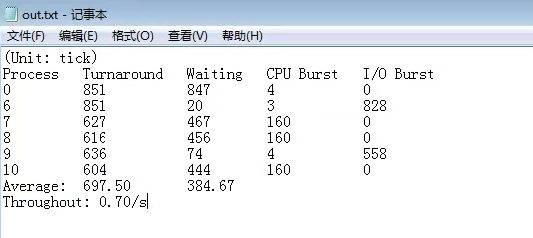 out.txt - 记事本
文件(F) 编辑(E) 格式(O) 查看(V) 帮助(H)
(Unit: tick)
Process Turnaround Waiting CPU Burst I/O Burst
0 851 847 4 0
6 851 20 3 828
7 627 467 160 0
8 616 456 160 0
9 636 74 4 558
10 604 444 160 0
Average: 697.50 384.67
Throughout: 0.70/s